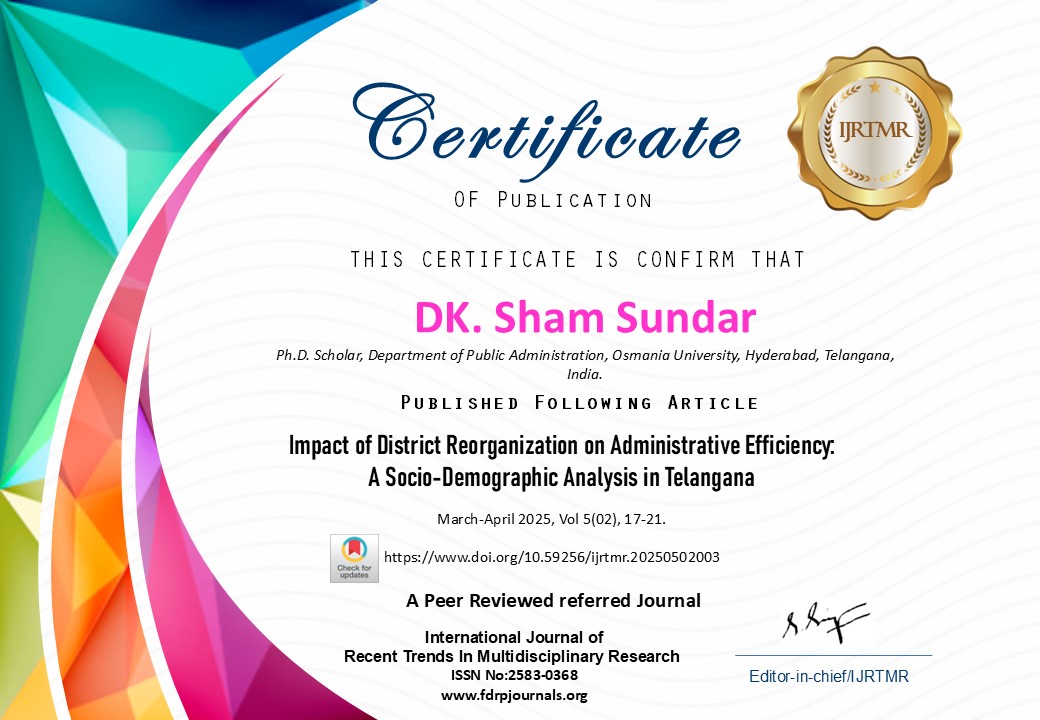 Certificate
OF PUBLICATION
IJRTMR
THIS CERTIFICATE IS CONFIRM THAT
DK. Sham Sundar
Ph.D. Scholar, Department of Public Administration, Osmania University, Hyderabad, Telangana,
India.
PUBLISHED FOLLOWING ARTICLE
Impact of District Reorganization on Administrative Efficiency:
A Socio-Demographic Analysis in Telangana
March-April 2025, Vol 5(02), 17-21.
Check for
updates
https://www.doi.org/10.59256/ijrtmr.20250502003
A Peer Reviewed referred Journal
International Journal of
Recent Trends In Multidisciplinary Research
ISSN No:2583-0368
www.fdrpjournals.org
Editor-in-chief/IJRTMR